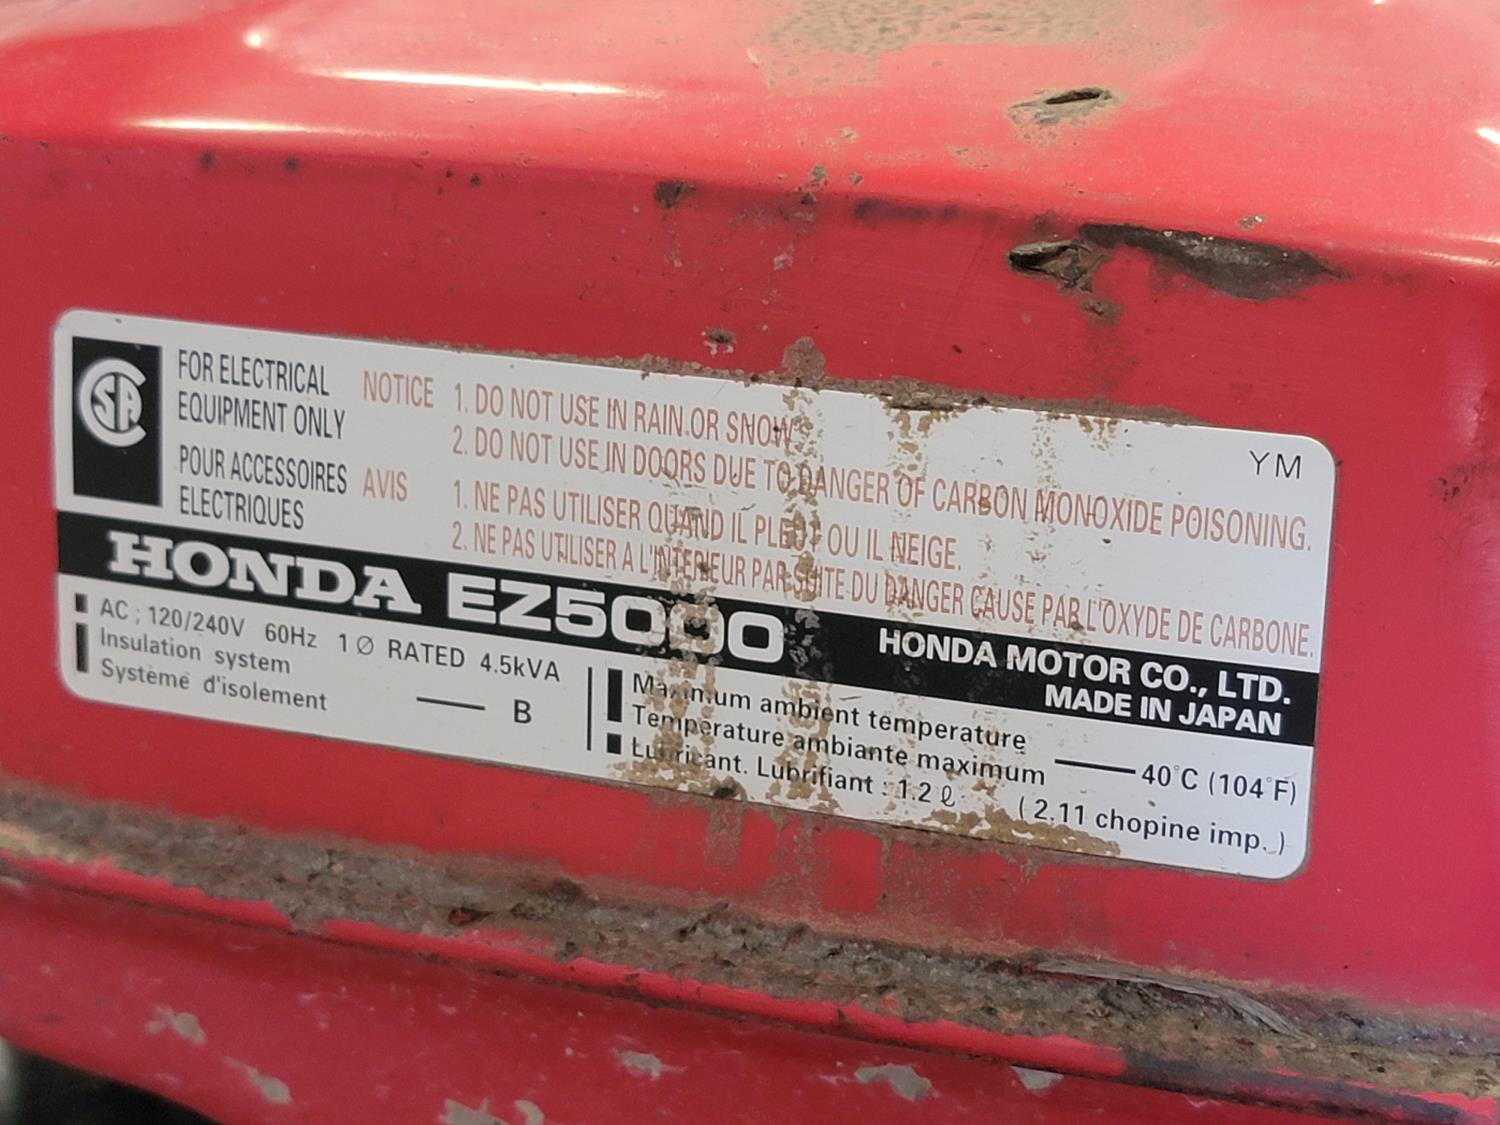 CSA
FOR ELECTRICAL
EQUIPMENT ONLY
POUR ACCESSOIRES
ELECTRIQUES
NOTICE 1. DO NOT USE IN RAIN OR SNOW
2. DO NOT USE IN DOORS DUE TO DANGER OF CARBON MONOXIDE POISONING.
AVIS 1. NE PAS UTILISER QUAND IL PLEUT OU IL NEIGE.
2. NE PAS UTILISER A L'INTERIEUR PAR SUITE DU DANGER CAUSE PAR L'OXYDE DE CARBONE.
YM
HONDA EZ5000
HONDA MOTOR CO., LTD.
MADE IN JAPAN
AC ; 120/240V 60Hz 1 ∅ RATED 4.5kVA
Insulation system
Système d'isolement — B
Maximum ambient temperature
Temperature ambiante maximum — 40°C (104°F)
Lubricant. Lubrifiant : 1.2 ℓ (2.11 chopine imp.)